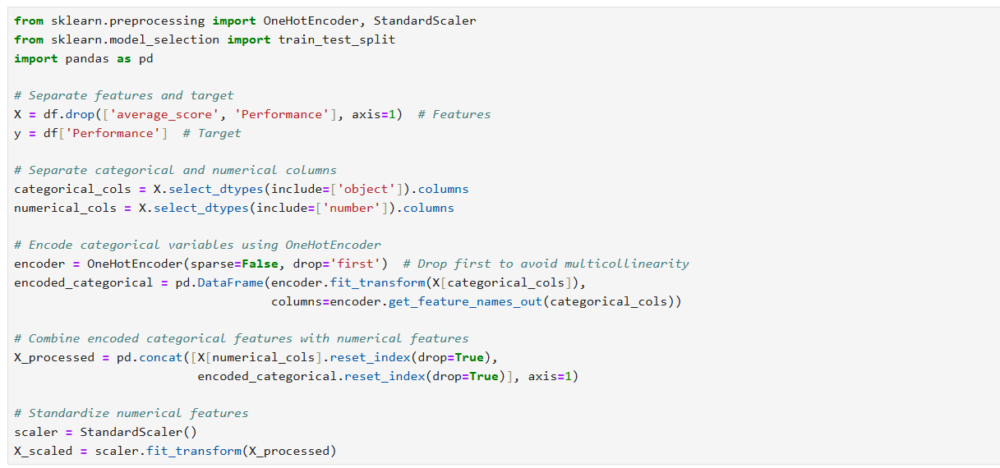 from sklearn.preprocessing import OneHotEncoder, StandardScaler
from sklearn.model_selection import train_test_split
import pandas as pd

# Separate features and target
X = df.drop(['average_score', 'Performance'], axis=1)  # Features
y = df['Performance']  # Target

# Separate categorical and numerical columns
categorical_cols = X.select_dtypes(include=['object']).columns
numerical_cols = X.select_dtypes(include=['number']).columns

# Encode categorical variables using OneHotEncoder
encoder = OneHotEncoder(sparse=False, drop='first')  # Drop first to avoid multicollinearity
encoded_categorical = pd.DataFrame(encoder.fit_transform(X[categorical_cols]),
                                   columns=encoder.get_feature_names_out(categorical_cols))

# Combine encoded categorical features with numerical features
X_processed = pd.concat([X[numerical_cols].reset_index(drop=True),
                         encoded_categorical.reset_index(drop=True)], axis=1)

# Standardize numerical features
scaler = StandardScaler()
X_scaled = scaler.fit_transform(X_processed)